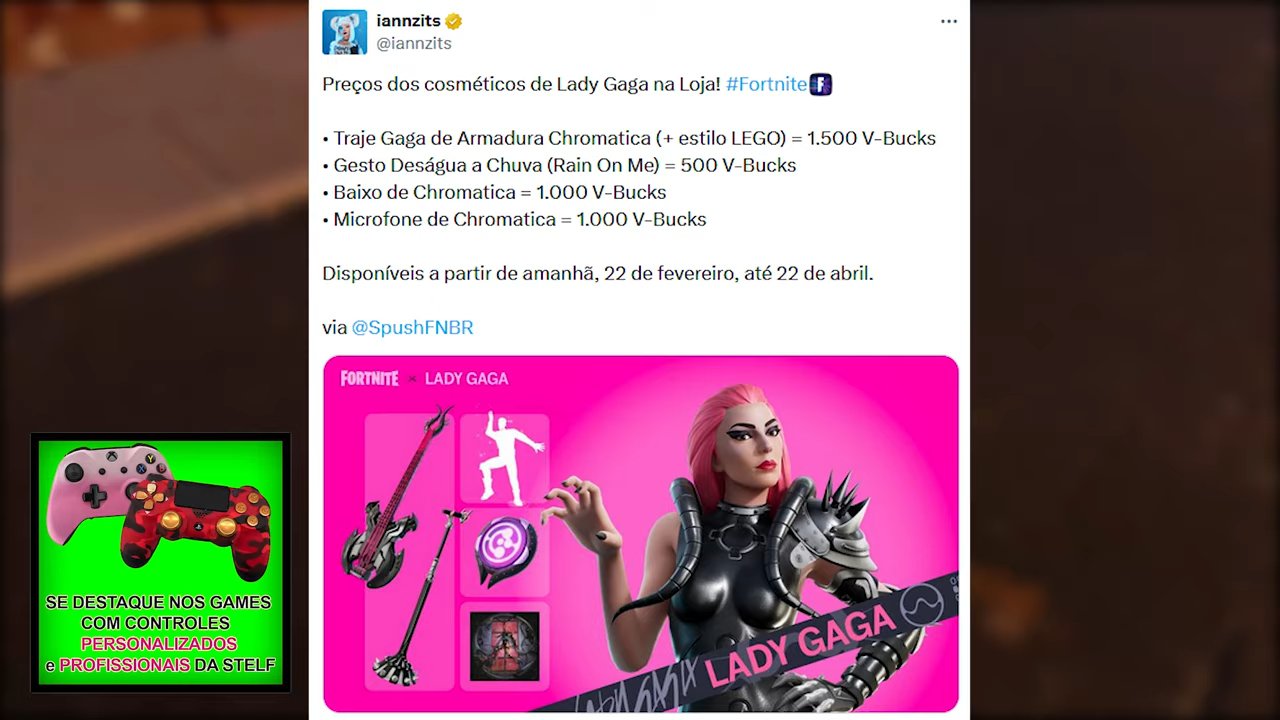 iannzits
@iannzits
Preços dos cosméticos de Lady Gaga na Loja! #Fortnite
• Traje Gaga de Armadura Chromatica (+ estilo LEGO) = 1.500 V-Bucks
• Gesto Deságua a Chuva (Rain On Me) = 500 V-Bucks
• Baixo de Chromatica = 1.000 V-Bucks
• Microfone de Chromatica = 1.000 V-Bucks
Disponíveis a partir de amanhã, 22 de fevereiro, até 22 de abril.
via @SpushFNBR
FORTNITE × LADY GAGA
LADY GAGA
SE DESTAQUE NOS GAMES
COM CONTROLES
PERSONALIZADOS
e PROFISSIONAIS DA STELF